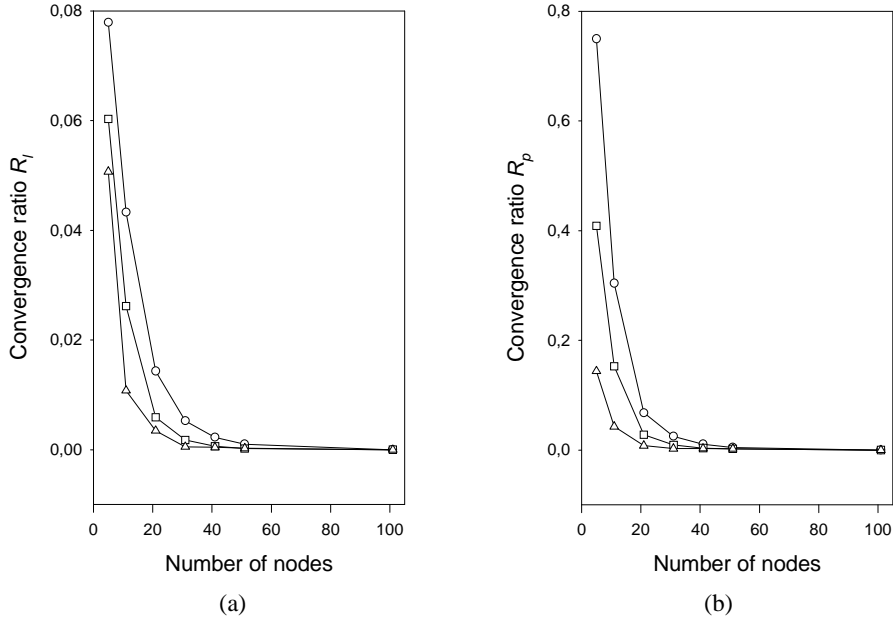 0,08
0,06
0,04
0,02
0,00
Convergence ratio R_l
0 20 40 60 80 100
Number of nodes
(a)
0,8
0,6
0,4
0,2
0,0
Convergence ratio R_p
0 20 40 60 80 100
Number of nodes
(b)